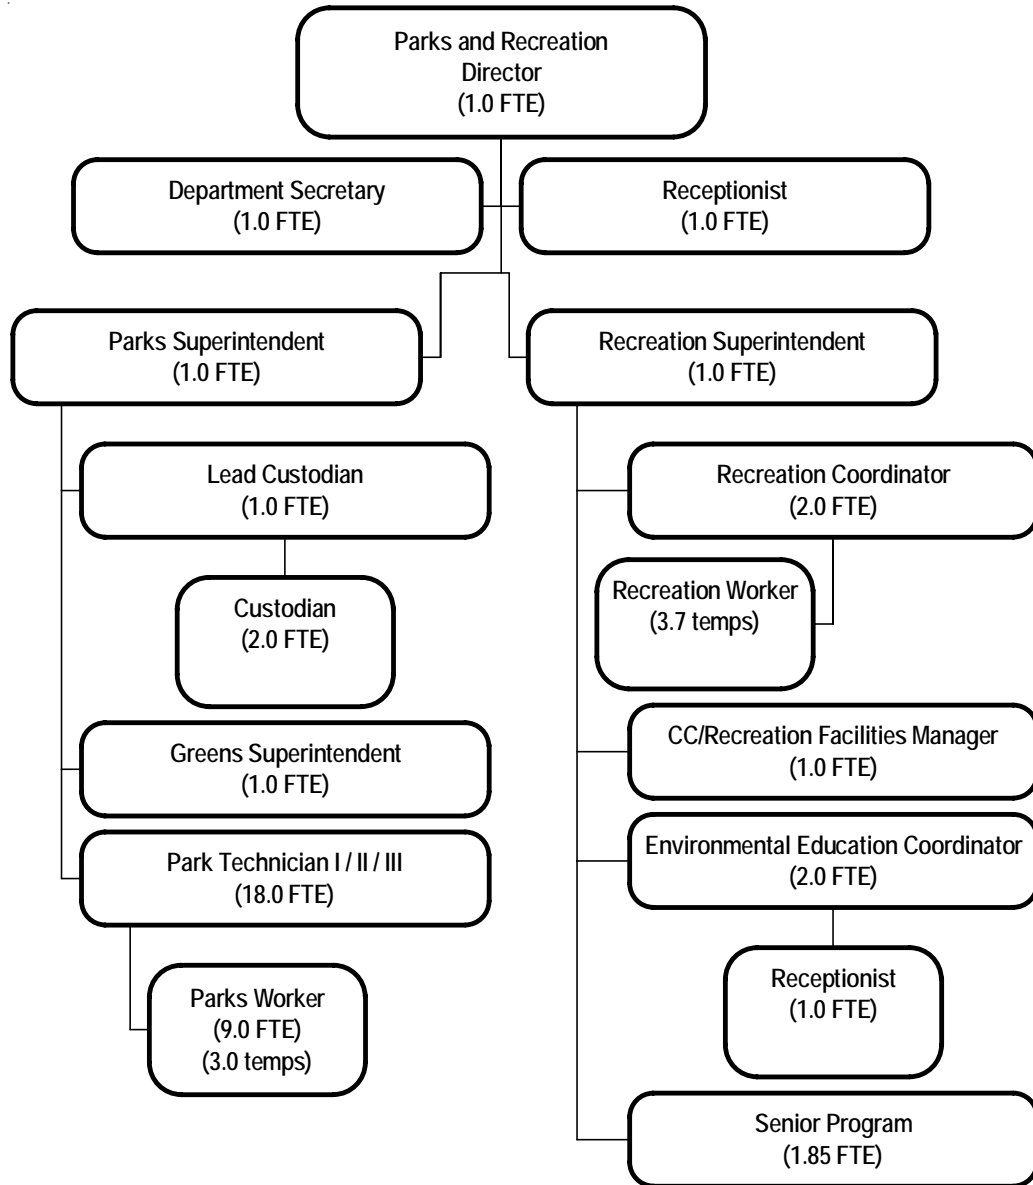 Parks and Recreation
Director
(1.0 FTE)
Department Secretary
(1.0 FTE)
Receptionist
(1.0 FTE)
Parks Superintendent
(1.0 FTE)
Recreation Superintendent
(1.0 FTE)
Lead Custodian
(1.0 FTE)
Custodian
(2.0 FTE)
Greens Superintendent
(1.0 FTE)
Park Technician I / II / III
(18.0 FTE)
Parks Worker
(9.0 FTE)
(3.0 temps)
Recreation Coordinator
(2.0 FTE)
Recreation Worker
(3.7 temps)
CC/Recreation Facilities Manager
(1.0 FTE)
Environmental Education Coordinator
(2.0 FTE)
Receptionist
(1.0 FTE)
Senior Program
(1.85 FTE)